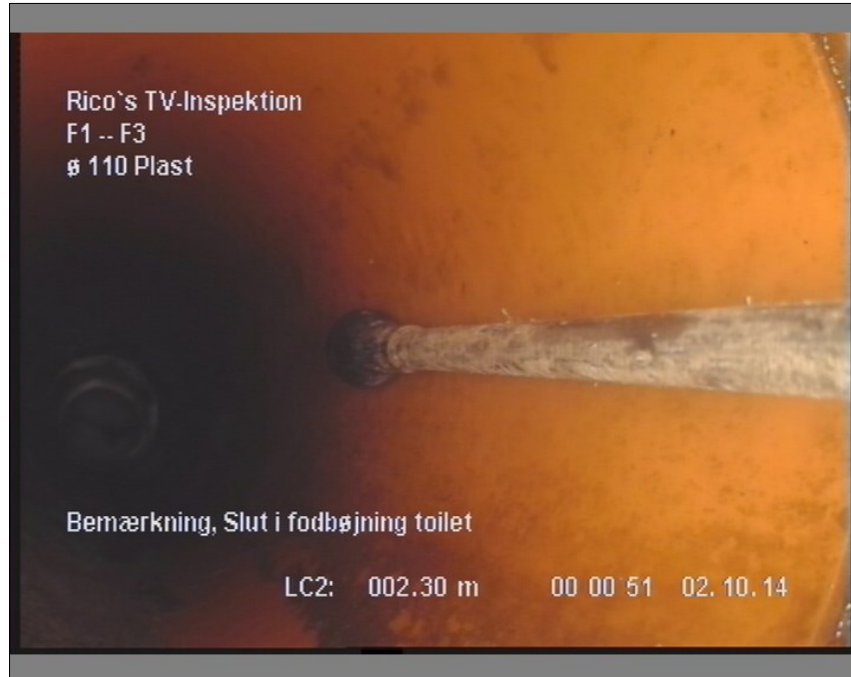 Rico`s TV-Inspektion
F1 -- F3
ø 110 Plast
Bemærkning, Slut i fodbøjning toilet
LC2: 002.30 m 00 00 51 02.10.14